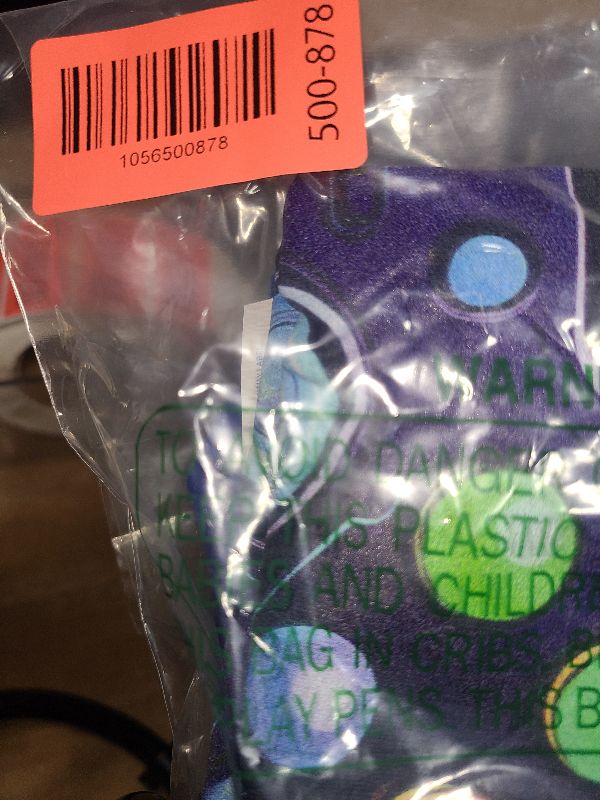 500-878
1056500878
WARN
TO AVOID DANGER
KEEP THIS PLASTIC
BABIES AND CHILDRE
THIS BAG IN CRIBS, B
PLAY PENS. THIS B